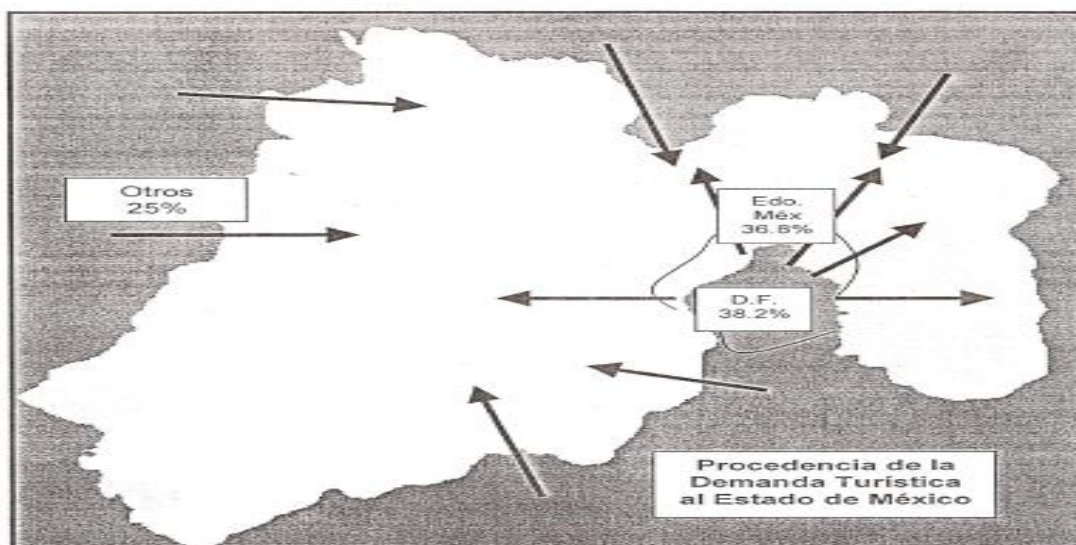 Otros
25%
Edo.
Méx
36.8%
D.F.
38.2%
Procedencia de la
Demanda Turística
al Estado de México